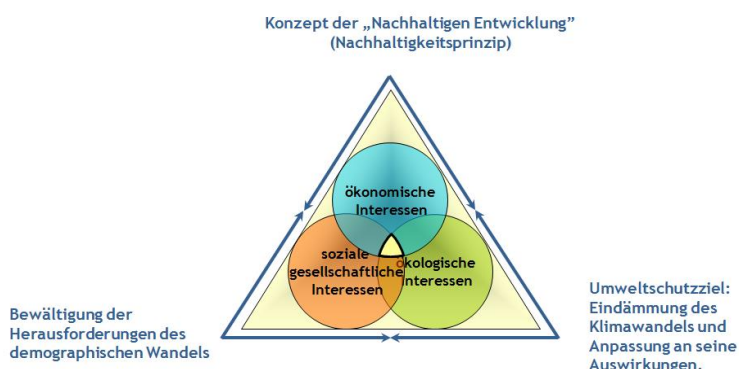 Konzept der „Nachhaltigen Entwicklung”
(Nachhaltigkeitsprinzip)
ökonomische
Interessen
soziale
gesellschaftliche
Interessen
ökologische
Interessen
Bewältigung der
Herausforderungen des
demographischen Wandels
Umweltschutzziel:
Eindämmung des
Klimawandels und
Anpassung an seine
Auswirkungen.